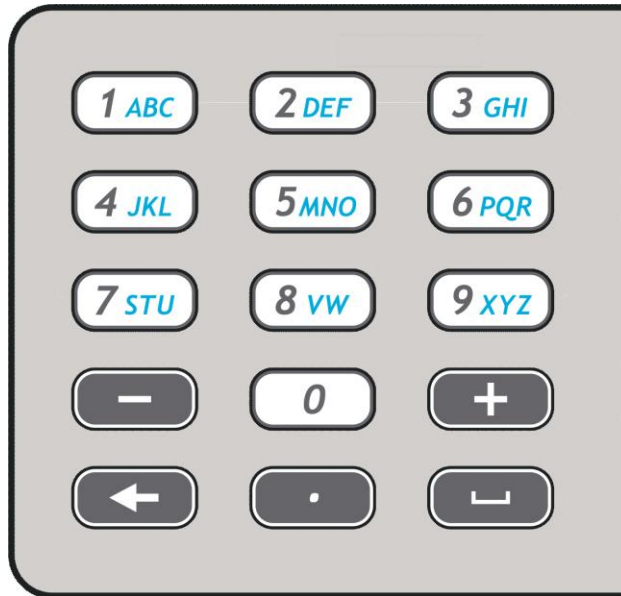 1 ABC 2 DEF 3 GHI
4 JKL 5 MNO 6 PQR
7 STU 8 VW 9 XYZ
- 0 +
← . ⎵